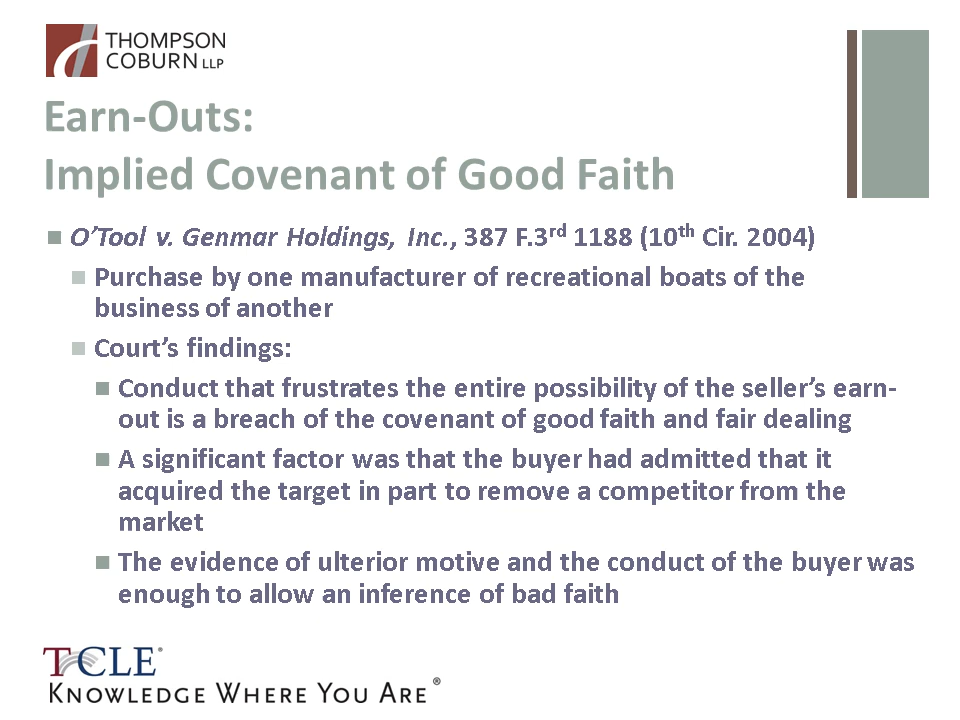 THOMPSON
COBURN LLP
Earn-Outs:
Implied Covenant of Good Faith
O’Tool v. Genmar Holdings, Inc., 387 F.3rd 1188 (10th Cir. 2004)
Purchase by one manufacturer of recreational boats of the
business of another
Court’s findings:
Conduct that frustrates the entire possibility of the seller’s earn-
out is a breach of the covenant of good faith and fair dealing
A significant factor was that the buyer had admitted that it
acquired the target in part to remove a competitor from the
market
The evidence of ulterior motive and the conduct of the buyer was
enough to allow an inference of bad faith
TCCLE®
KNOWLEDGE WHERE YOU ARE®